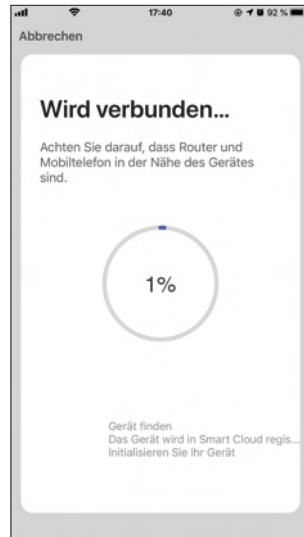 17:40
92 %
Abbrechen
Wird verbunden...
Achten Sie darauf, dass Router und
Mobiltelefon in der Nähe des Gerätes
sind.
1%
Gerät finden
Das Gerät wird in Smart Cloud regis...
Initialisieren Sie Ihr Gerät